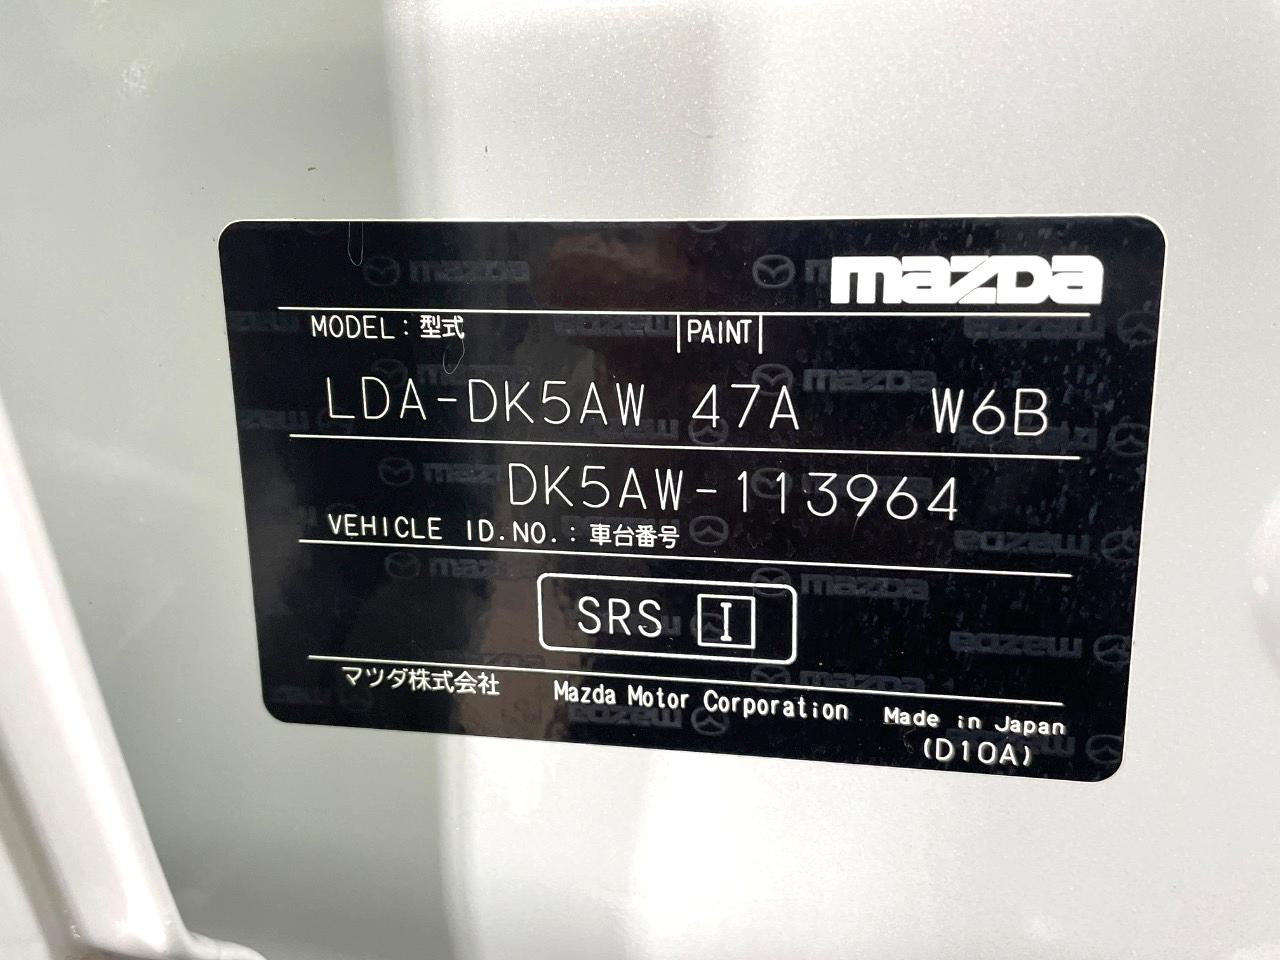 mazda
MODEL : 型式 PAINT
LDA-DK5AW 47A W6B
DK5AW-113964
VEHICLE ID.NO. : 車台番号
SRS I
マツダ株式会社 Mazda Motor Corporation Made in Japan
(D10A)